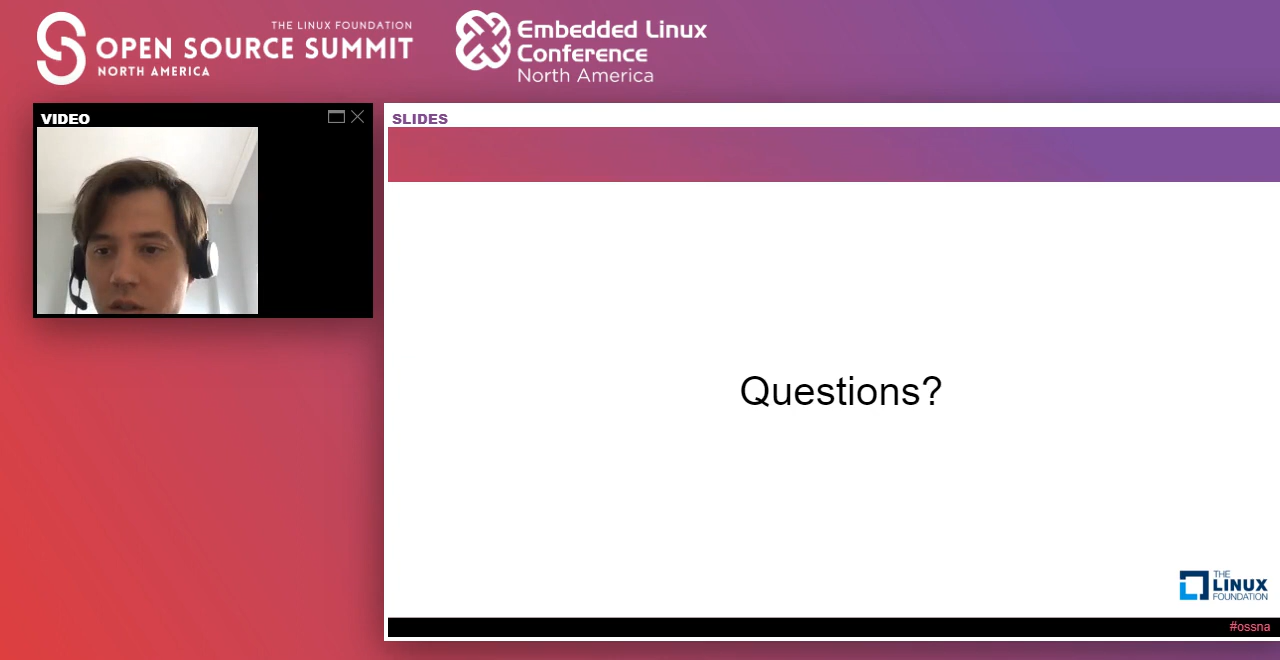 THE LINUX FOUNDATION
OPEN SOURCE SUMMIT
NORTH AMERICA
Embedded Linux
Conference
North America
VIDEO
SLIDES
Questions?
THE
LINUX
FOUNDATION
#ossna